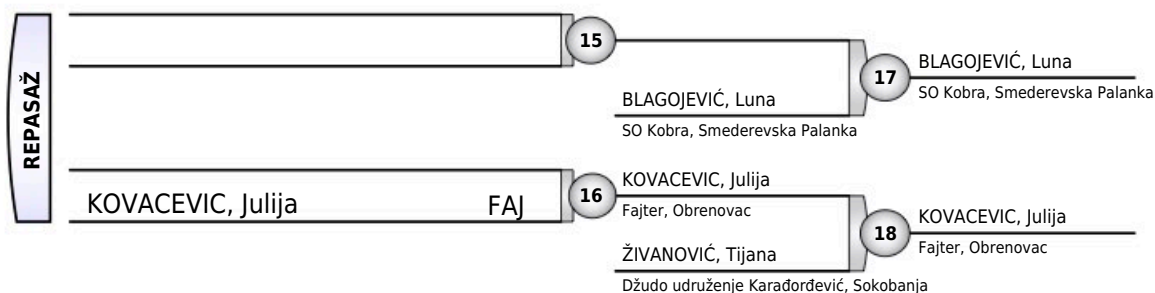 REPASAŽ
15
BLAGOJEVIĆ, Luna
SO Kobra, Smederevska Palanka
17
BLAGOJEVIĆ, Luna
SO Kobra, Smederevska Palanka
KOVACEVIC, Julija FAJ
16
KOVACEVIC, Julija
Fajter, Obrenovac
ŽIVANOVIĆ, Tijana
Džudo udruženje Karađorđević, Sokobanja
18
KOVACEVIC, Julija
Fajter, Obrenovac